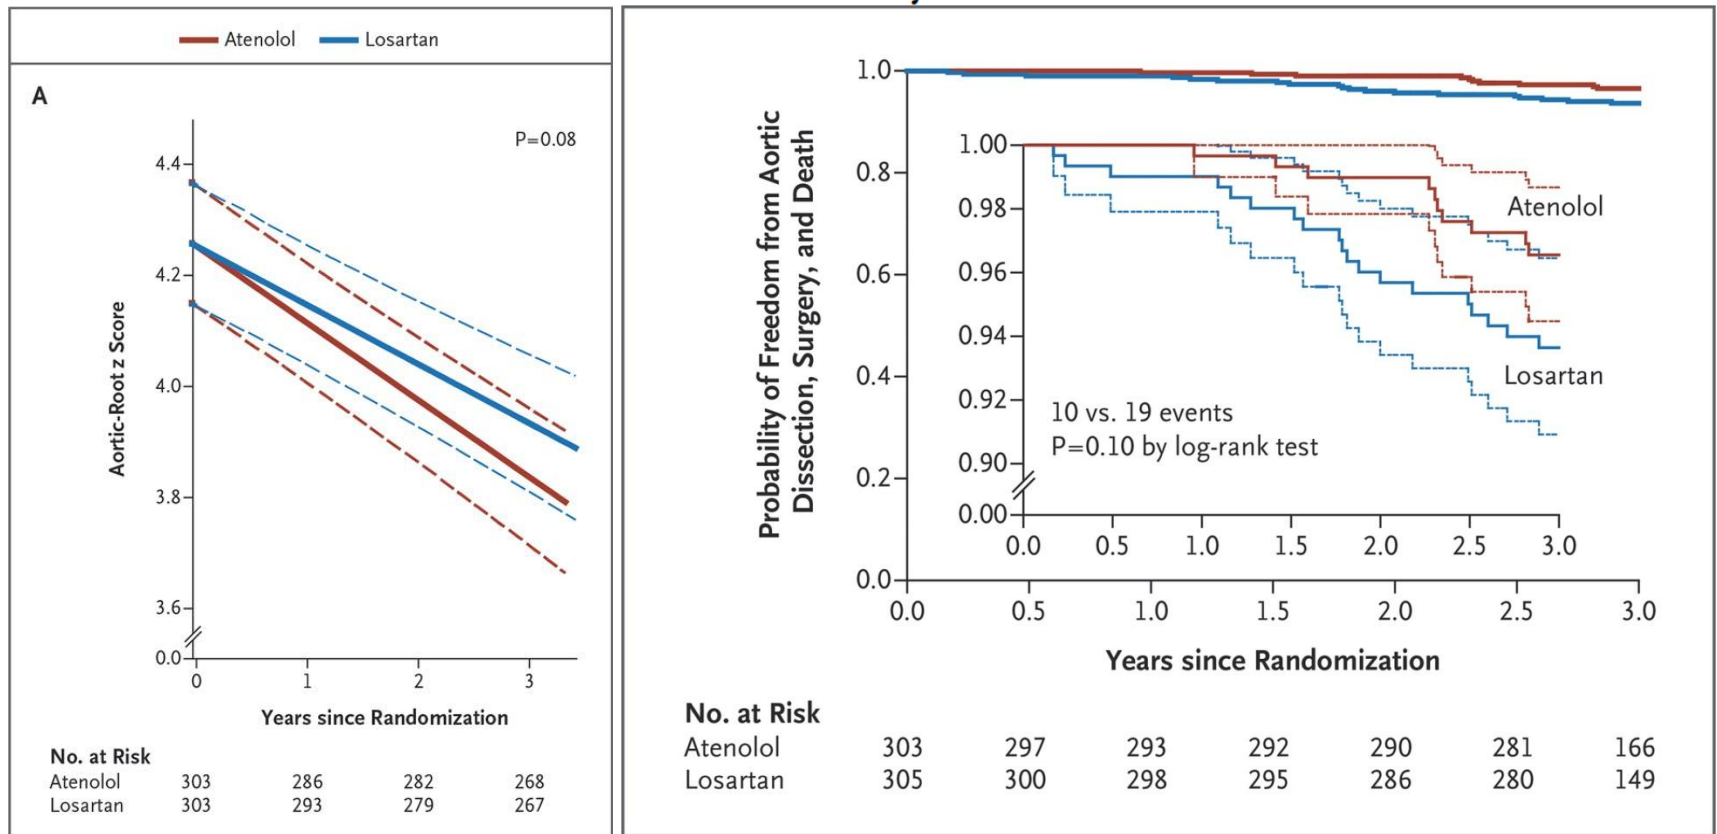 Atenolol Losartan
A
P=0.08
4.4
4.2
4.0
3.8
3.6
0.0
Aortic-Root z Score
0 1 2 3
Years since Randomization
No. at Risk
Atenolol 303 286 282 268
Losartan 303 293 279 267
Probability of Freedom from Aortic
Dissection, Surgery, and Death
1.0
0.8
0.6
0.4
0.2
0.0
1.00
0.98
0.96
0.94
0.92
0.90
0.00
Atenolol
Losartan
10 vs. 19 events
P=0.10 by log-rank test
0.0 0.5 1.0 1.5 2.0 2.5 3.0
0.0 0.5 1.0 1.5 2.0 2.5 3.0
Years since Randomization
No. at Risk
Atenolol 303 297 293 292 290 281 166
Losartan 305 300 298 295 286 280 149